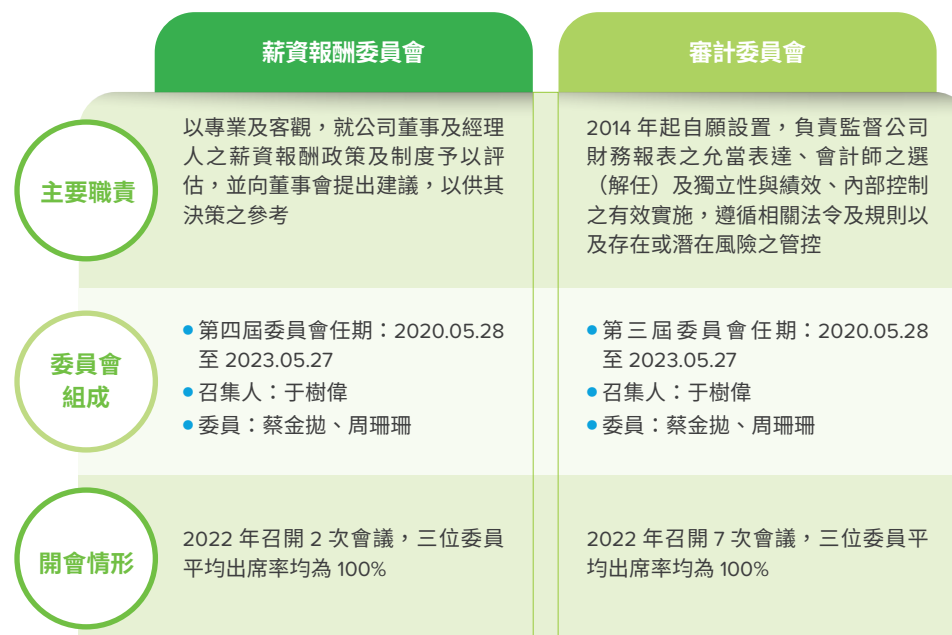 薪資報酬委員會
審計委員會
主要職責
以專業及客觀，就公司董事及經理
人之薪資報酬政策及制度予以評
估，並向董事會提出建議，以供其
決策之參考
2014 年起自願設置，負責監督公司
財務報表之允當表達、會計師之選
（解任）及獨立性與績效、內部控制
之有效實施，遵循相關法令及規則以
及存在或潛在風險之管控
委員會
組成
• 第四屆委員會任期：2020.05.28
至 2023.05.27
• 召集人：于樹偉
• 委員：蔡金拋、周珊珊
• 第三屆委員會任期：2020.05.28
至 2023.05.27
• 召集人：于樹偉
• 委員：蔡金拋、周珊珊
開會情形
2022 年召開 2 次會議，三位委員
平均出席率均為 100%
2022 年召開 7 次會議，三位委員平
均出席率均為 100%